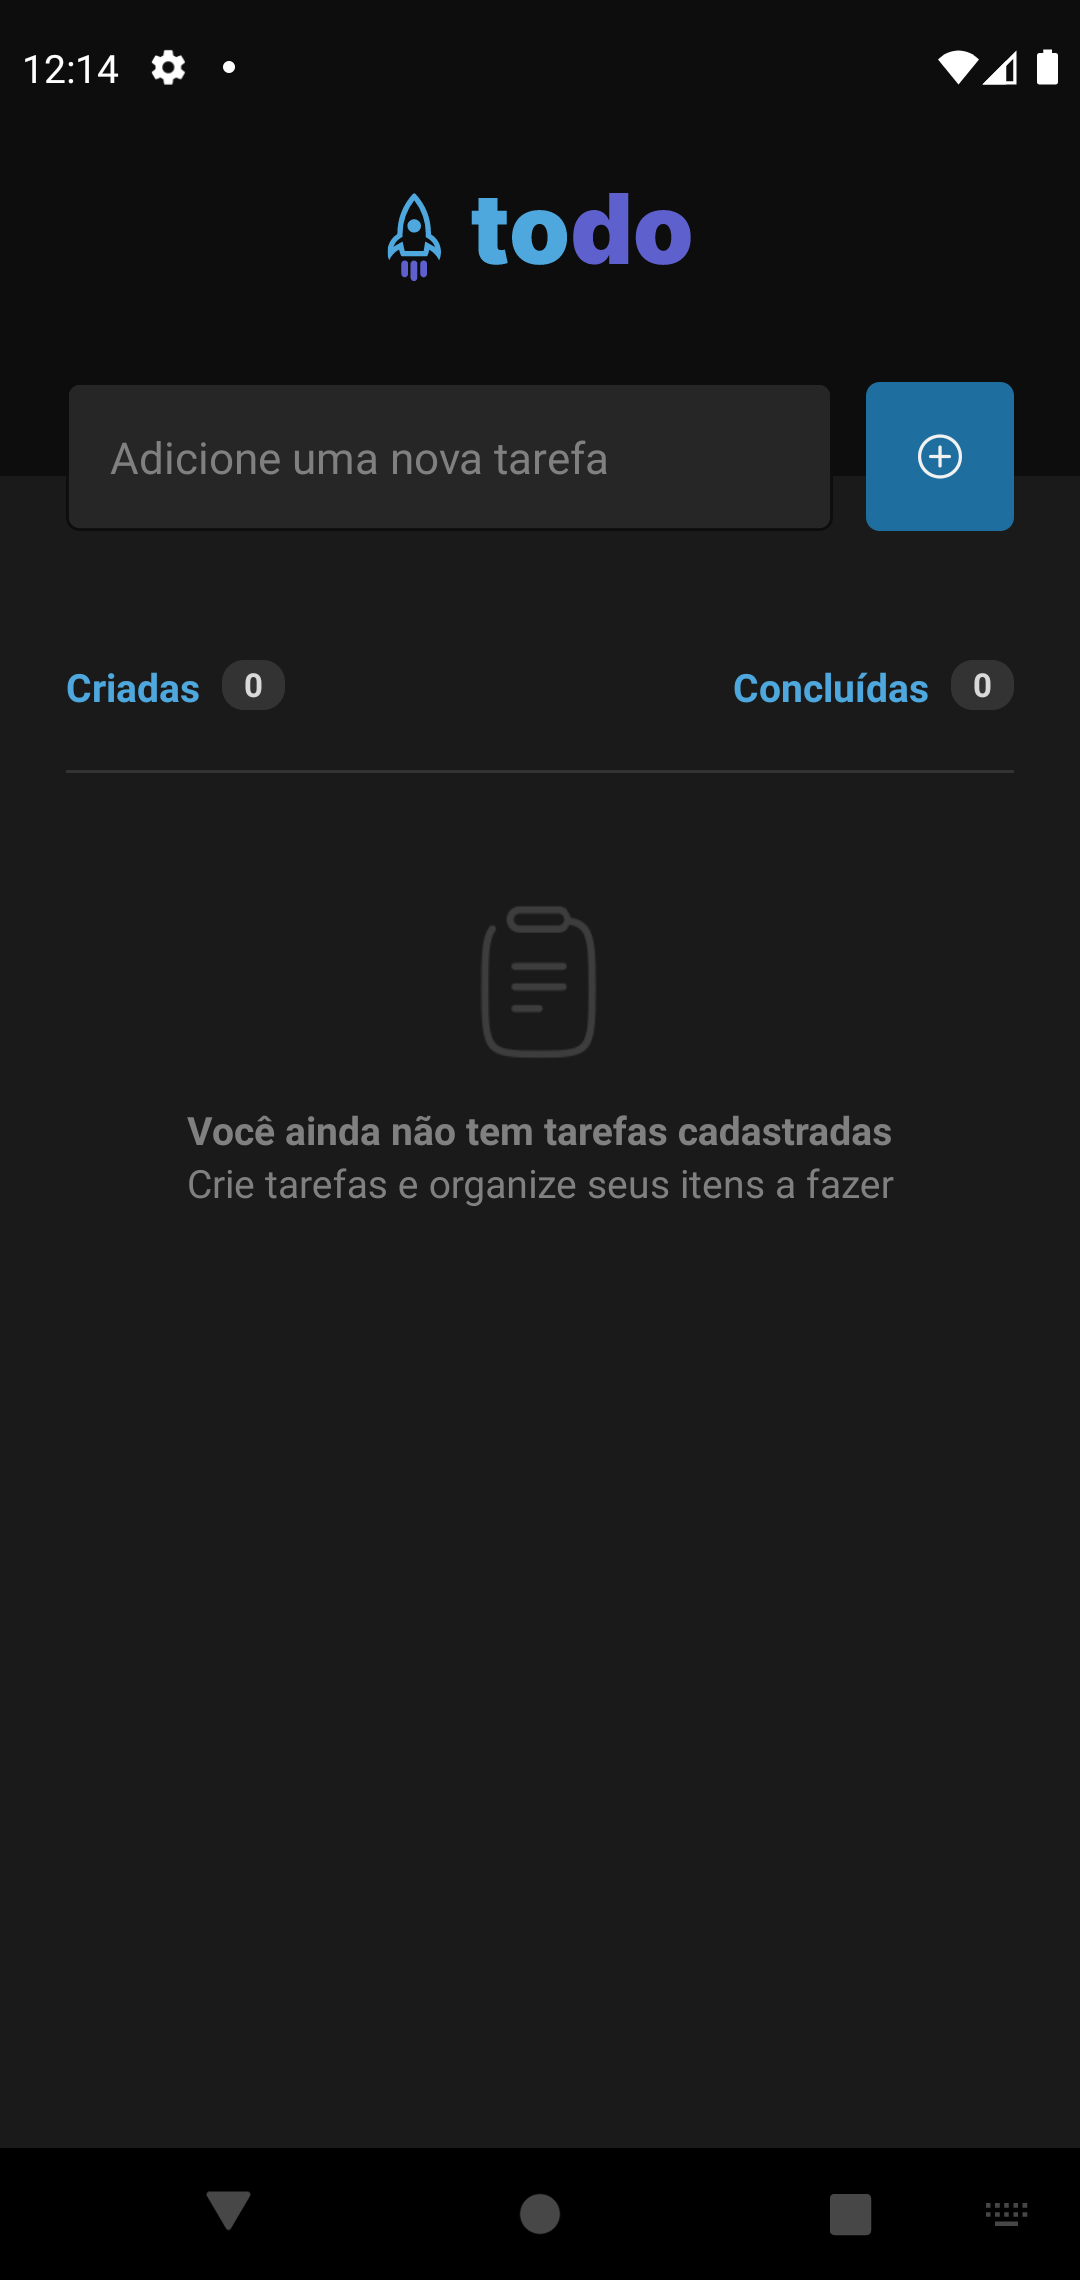 12:14
todo
Adicione uma nova tarefa
Criadas 0 Concluídas 0
Você ainda não tem tarefas cadastradas
Crie tarefas e organize seus itens a fazer